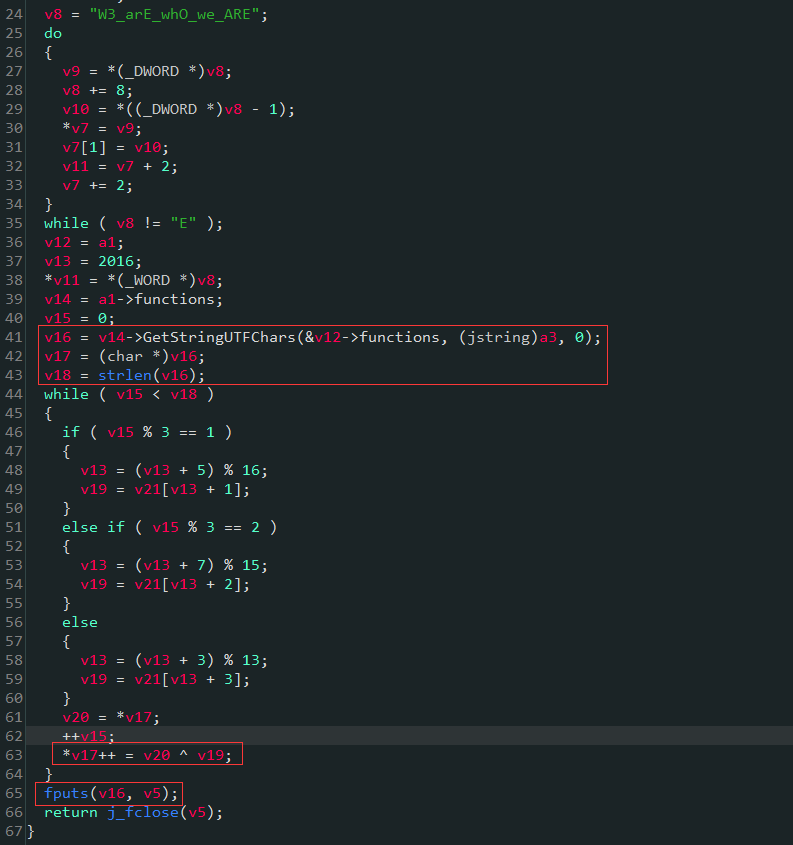 24 v8 = "W3_arE_whO_we_ARE";
25 do
26 {
27 v9 = *(_DWORD *)v8;
28 v8 += 8;
29 v10 = *((_DWORD *)v8 - 1);
30 *v7 = v9;
31 v7[1] = v10;
32 v11 = v7 + 2;
33 v7 += 2;
34 }
35 while ( v8 != "E" );
36 v12 = a1;
37 v13 = 2016;
38 *v11 = *(_WORD *)v8;
39 v14 = a1->functions;
40 v15 = 0;
41 v16 = v14->GetStringUTFChars(&v12->functions, (jstring)a3, 0);
42 v17 = (char *)v16;
43 v18 = strlen(v16);
44 while ( v15 < v18 )
45 {
46 if ( v15 % 3 == 1 )
47 {
48 v13 = (v13 + 5) % 16;
49 v19 = v21[v13 + 1];
50 }
51 else if ( v15 % 3 == 2 )
52 {
53 v13 = (v13 + 7) % 15;
54 v19 = v21[v13 + 2];
55 }
56 else
57 {
58 v13 = (v13 + 3) % 13;
59 v19 = v21[v13 + 3];
60 }
61 v20 = *v17;
62 ++v15;
63 *v17++ = v20 ^ v19;
64 }
65 fputs(v16, v5);
66 return j_fclose(v5);
67 }